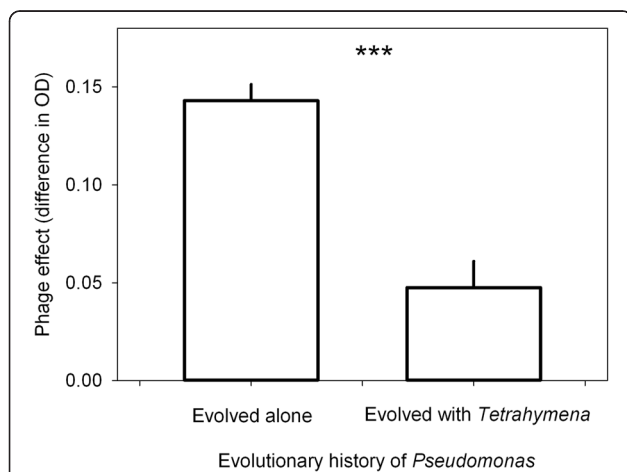 ***
0.15
0.10
0.05
0.00
Phage effect (difference in OD)
Evolved alone
Evolved with Tetrahymena
Evolutionary history of Pseudomonas